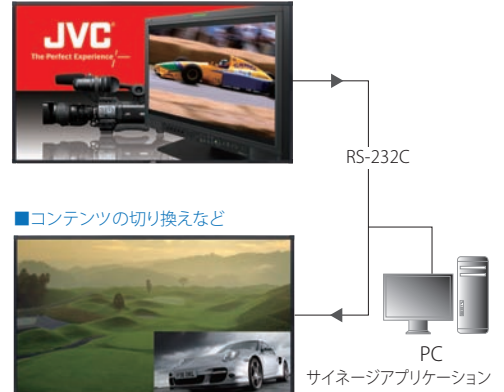 JVC
The Perfect Experience
RS-232C
■コンテンツの切り換えなど
PC
サイネージアプリケーション